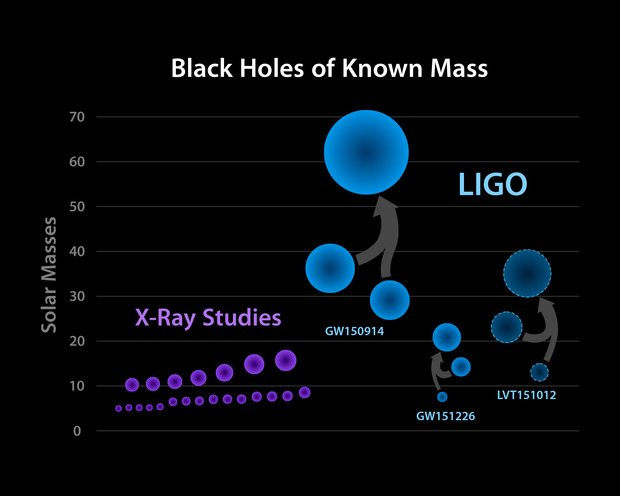 Black Holes of Known Mass
70
60
LIGO
50
Solar Masses
40
30
X-Ray Studies
GW150914
20
10
LVT151012
GW151226
0